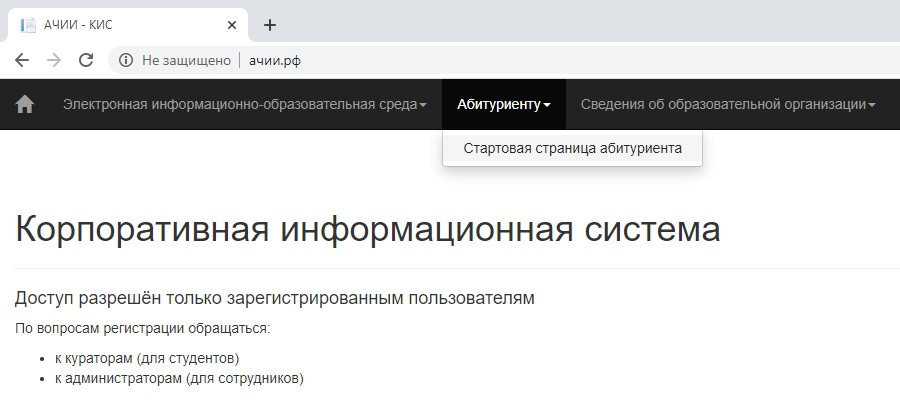 АЧИИ - КИС
Не защищено
ачии.рф
Электронная информационно-образовательная среда
Абитуриенту
Сведения об образовательной организации
Стартовая страница абитуриента
Корпоративная информационная система
Доступ разрешён только зарегистрированным пользователям
По вопросам регистрации обращаться:
• к кураторам (для студентов)
• к администраторам (для сотрудников)